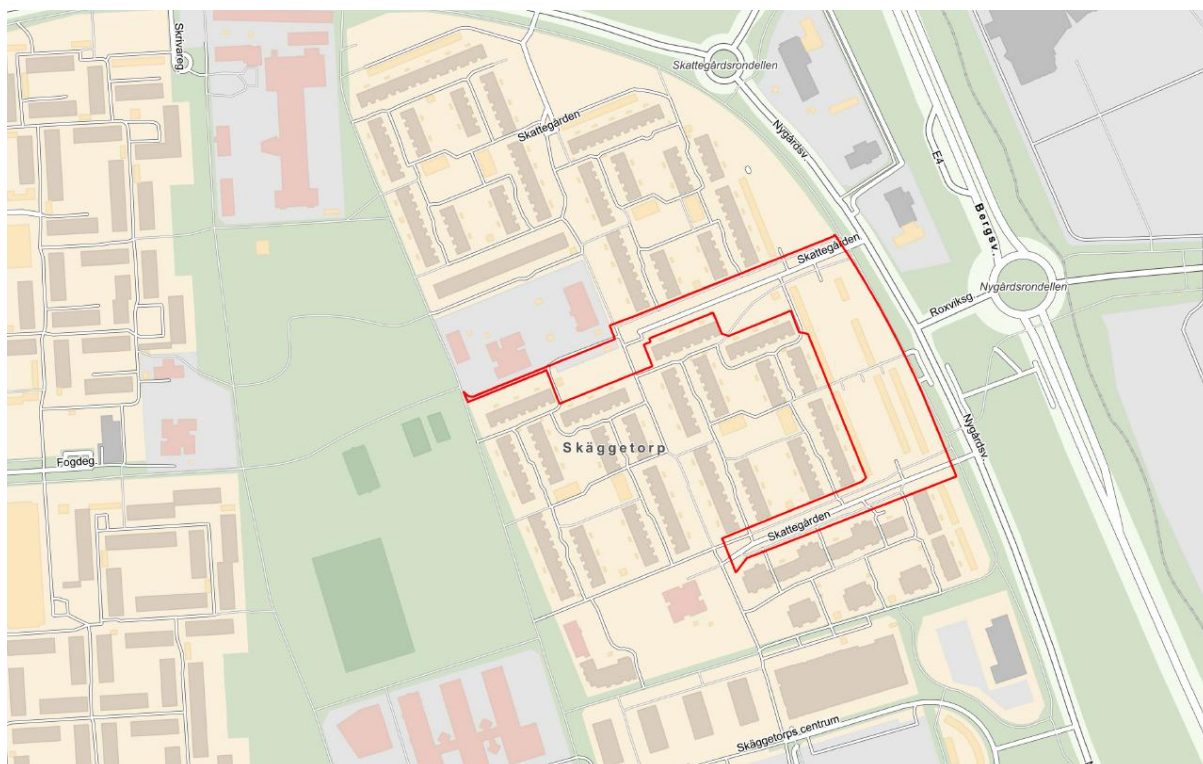 Skrivareg.
Skattegårdsrondellen
Skattegården
Nygårdsv.
E4
Bergsv.
Skattegården
Nygårdsrondellen
Roxviksg.
Nygårdsv.
Skäggetorp
Fogdeg.
Skattegården
Skäggetorps centrum